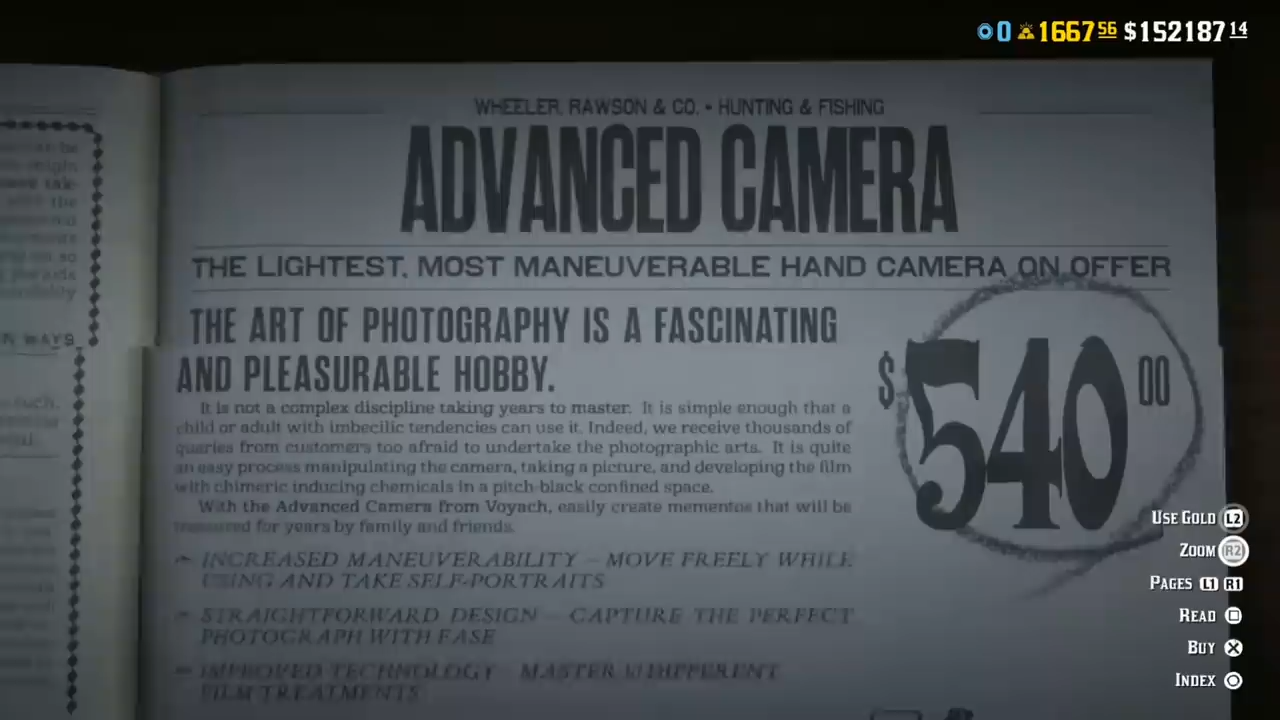 0 1667 56 $152187 14
WHEELER, RAWSON & CO. • HUNTING & FISHING
ADVANCED CAMERA
THE LIGHTEST, MOST MANEUVERABLE HAND CAMERA ON OFFER
THE ART OF PHOTOGRAPHY IS A FASCINATING
AND PLEASURABLE HOBBY.
$540 00
It is not a complex discipline taking years to master. It is simple enough that a
child or adult with imbecilic tendencies can use it. Indeed, we receive thousands of
queries from customers too afraid to undertake the photographic arts. It is quite
an easy process manipulating the camera, taking a picture, and developing the film
with chimeric inducing chemicals in a pitch-black confined space.
With the Advanced Camera from Voyach, easily create mementos that will be
treasured for years by family and friends.
INCREASED MANEUVERABILITY – MOVE FREELY WHILE
USING AND TAKE SELF-PORTRAITS
STRAIGHTFORWARD DESIGN – CAPTURE THE PERFECT
PHOTOGRAPH WITH EASE
IMPROVED TECHNOLOGY – MASTER DIFFERENT
FILM TREATMENTS
WAYS
USE GOLD L2
ZOOM R2
PAGES L1 R1
READ
BUY
INDEX